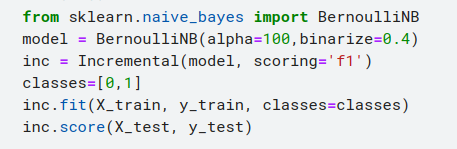 from sklearn.naive_bayes import BernoulliNB
model = BernoulliNB(alpha=100,binarize=0.4)
inc = Incremental(model, scoring='f1')
classes=[0,1]
inc.fit(X_train, y_train, classes=classes)
inc.score(X_test, y_test)